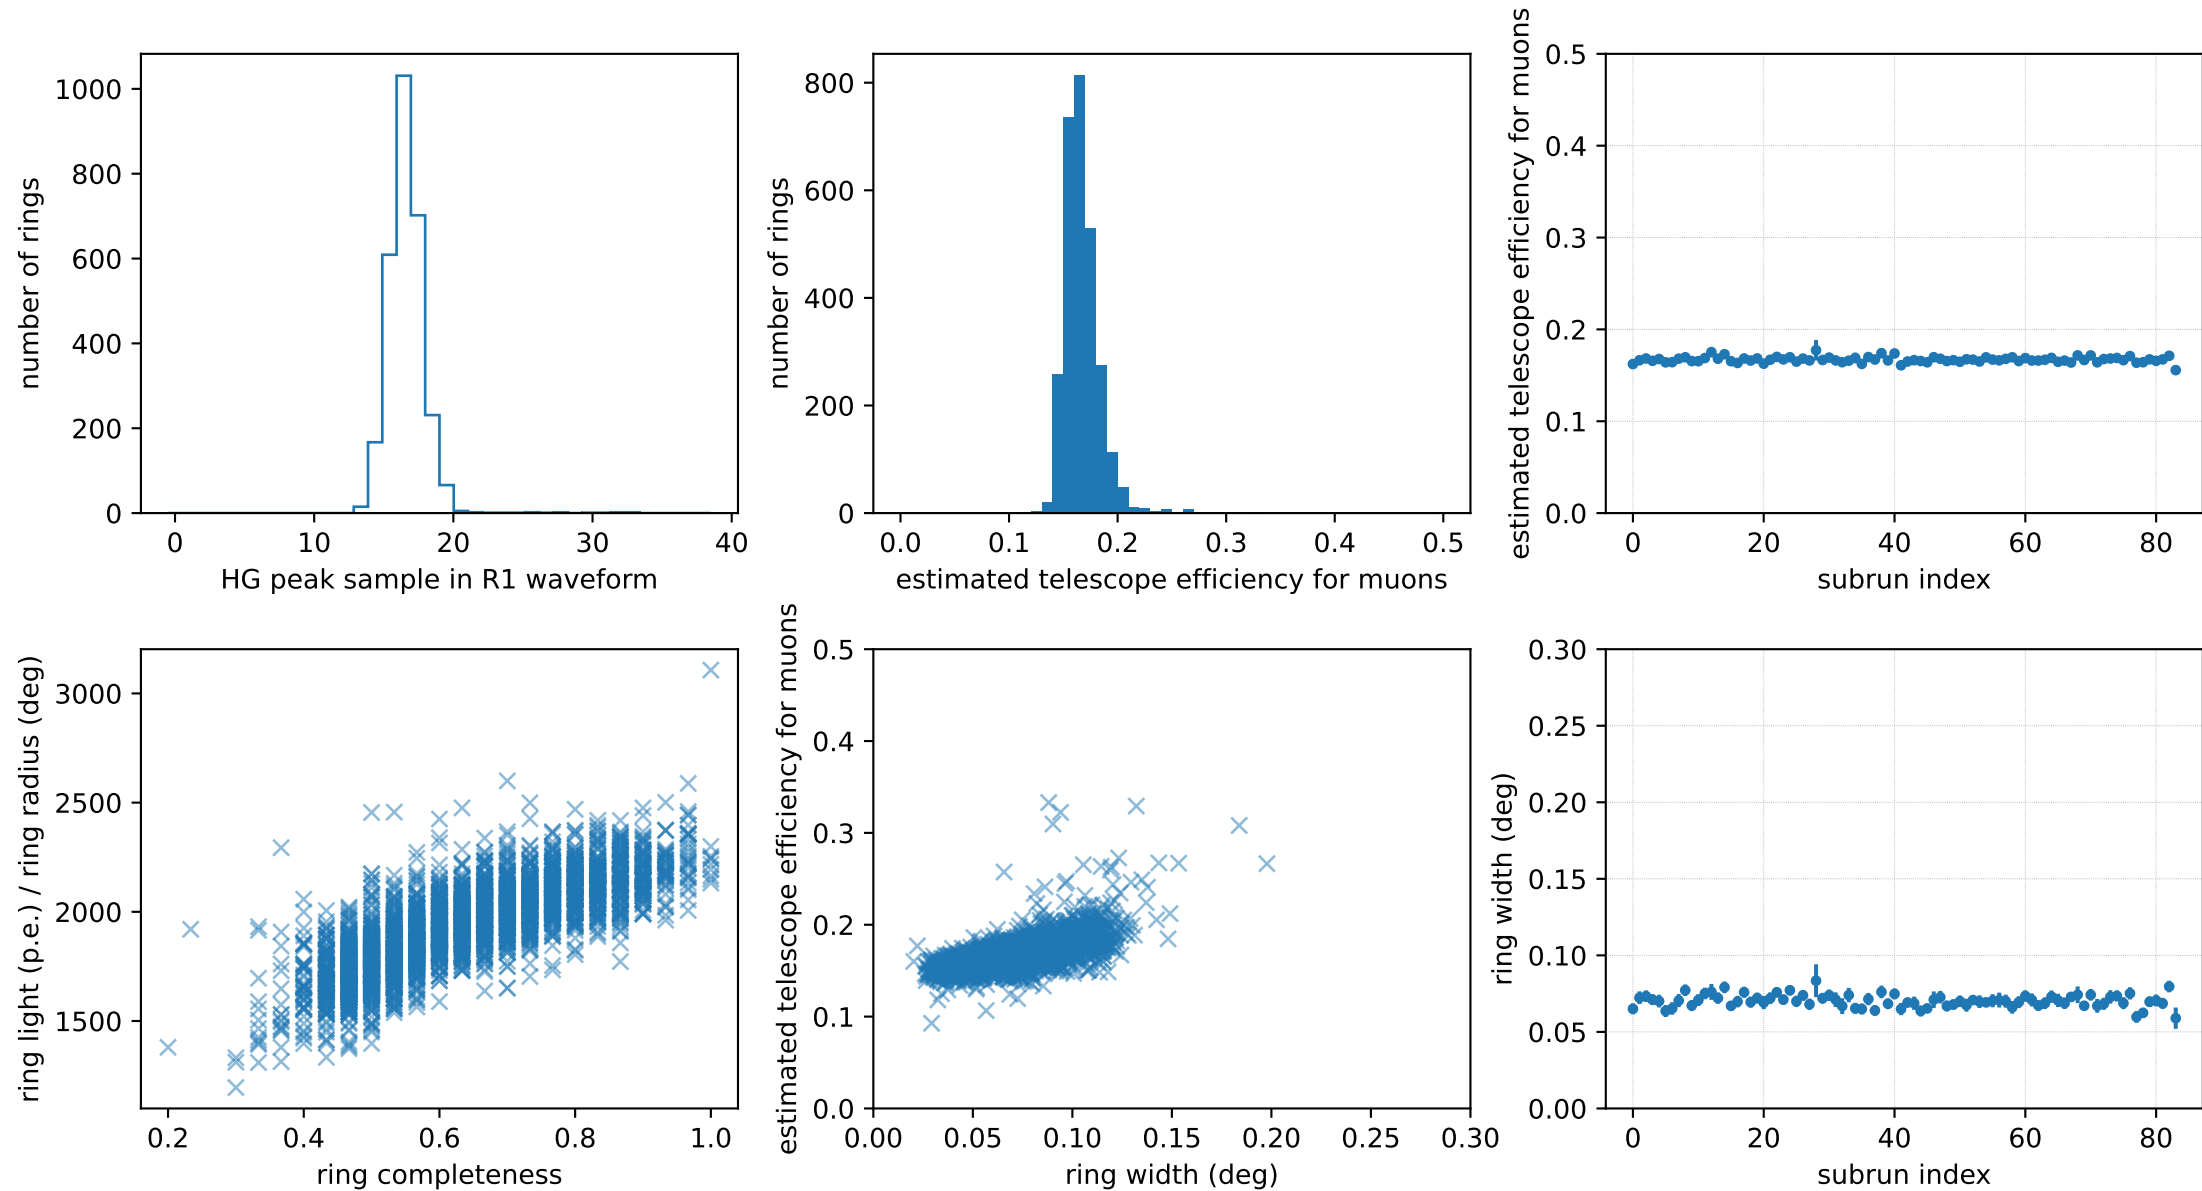 1000
800
600
400
200
0
number of rings
0 10 20 30 40
HG peak sample in R1 waveform
800
600
400
200
0
number of rings
0.0 0.1 0.2 0.3 0.4 0.5
estimated telescope efficiency for muons
0.5
0.4
0.3
0.2
0.1
0.0
estimated telescope efficiency for muons
0 20 40 60 80
subrun index
3000
2500
2000
1500
ring light (p.e.) / ring radius (deg)
0.2 0.4 0.6 0.8 1.0
ring completeness
0.5
0.4
0.3
0.2
0.1
0.0
estimated telescope efficiency for muons
0.00 0.05 0.10 0.15 0.20 0.25 0.30
ring width (deg)
0.30
0.25
0.20
0.15
0.10
0.05
0.00
ring width (deg)
0 20 40 60 80
subrun index